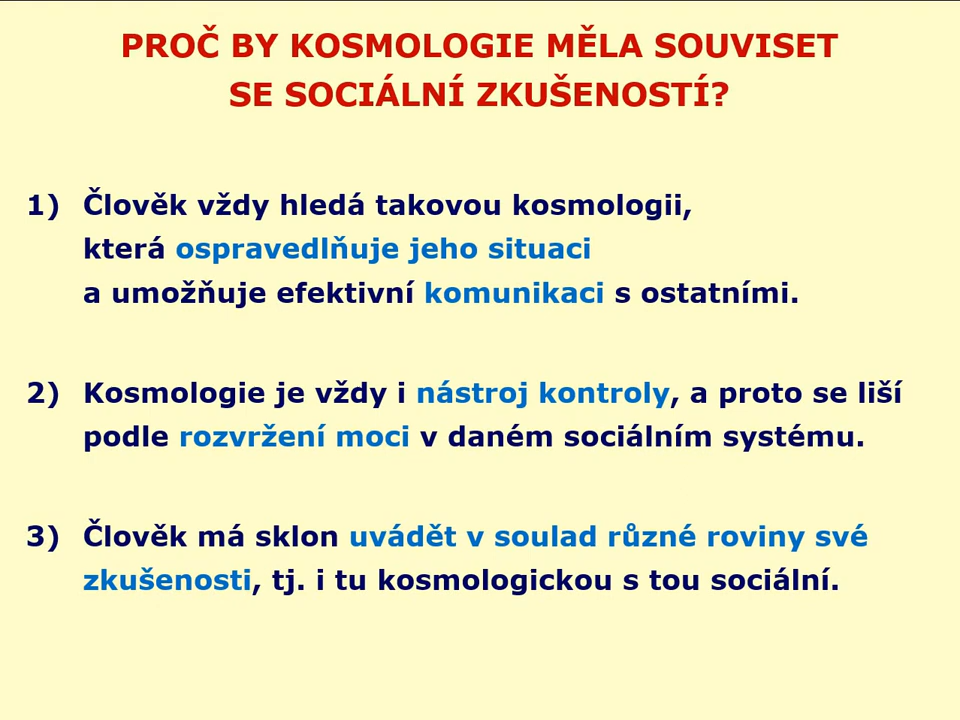 PROČ BY KOSMOLOGIE MĚLA SOUVISET
SE SOCIÁLNÍ ZKUŠENOSTÍ?
1) Člověk vždy hledá takovou kosmologii,
která ospravedlňuje jeho situaci
a umožňuje efektivní komunikaci s ostatními.
2) Kosmologie je vždy i nástroj kontroly, a proto se liší
podle rozvržení moci v daném sociálním systému.
3) Člověk má sklon uvádět v soulad různé roviny své
zkušenosti, tj. i tu kosmologickou s tou sociální.